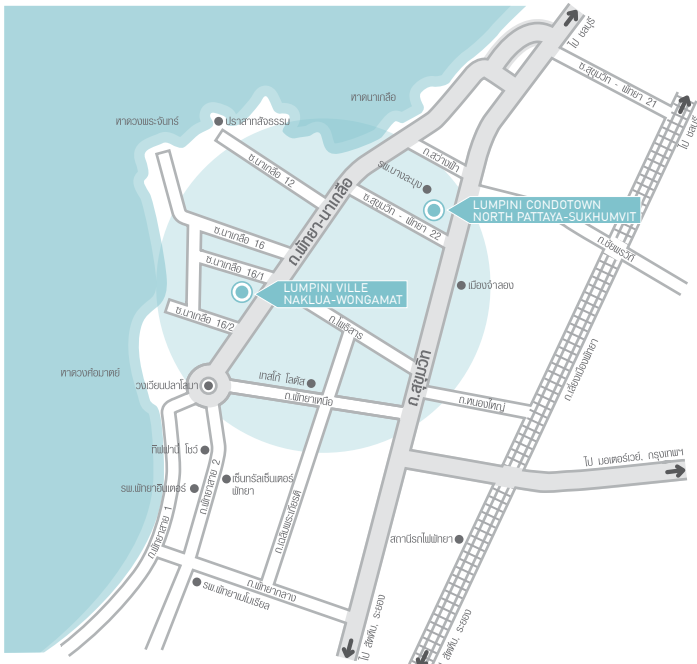 ไป ชลบุรี
ซ.สุขุมวิท - พัทยา 21
ไป ชลบุรี
หาดนาเกลือ
หาดวงพระจันทร์
ปราสาทสัจธรรม
ถ.สว่างฟ้า
รพ.บางละมุง
ซ.นาเกลือ 12
ซ.สุขุมวิท - พัทยา 22
LUMPINI CONDOTOWN
NORTH PATTAYA-SUKHUMVIT
ถ.พัทยา-นาเกลือ
ถ.ชัยพรวิถี
ซ.นาเกลือ 16
ซ.นาเกลือ 16/1
LUMPINI VILLE
NAKLUA-WONGAMAT
เมืองจำลอง
ซ.นาเกลือ 16/2
ถ.โพธิสาร
ถ.เลี่ยงเมืองพัทยา
หาดวงศ์อมาตย์
วงเวียนปลาโลมา
เทสโก้ โลตัส
ถ.พัทยาเหนือ
ถ.สุขุมวิท
ถ.หนองใหญ่
ทิฟฟานี่ โชว์
ไป มอเตอร์เวย์, กรุงเทพฯ
รพ.พัทยาอินเตอร์
ถ.พัทยาสาย 2
เซ็นทรัลเซ็นเตอร์
พัทยา
ถ.พัทยาสาย 1
ถ.เฉลิมพระเกียรติ
สถานีรถไฟพัทยา
รพ.พัทยาเมโมเรียล
ถ.พัทยากลาง
ไป สัตหีบ, ระยอง
ไป สัตหีบ, ระยอง